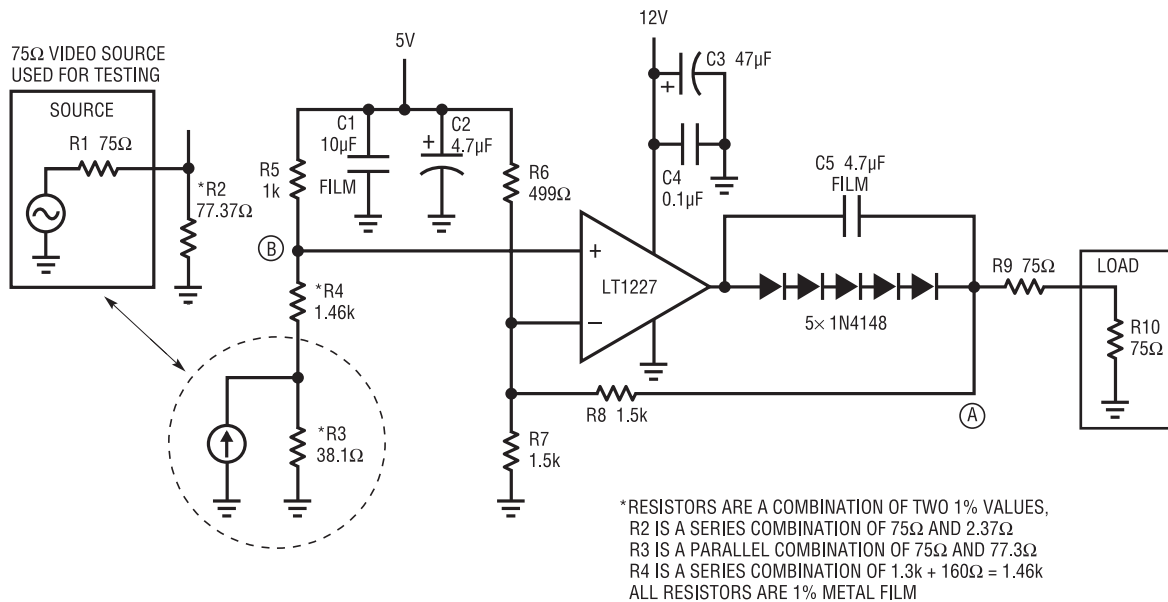 75Ω VIDEO SOURCE
USED FOR TESTING
SOURCE
R1 75Ω
*R2
77.37Ω
5V
C1
10µF
FILM
C2
4.7µF
+
R5
1k
R6
499Ω
B
*R4
1.46k
*R3
38.1Ω
12V
C3 47µF
+
C4
0.1µF
+
LT1227
−
C5 4.7µF
FILM
5× 1N4148
R9 75Ω
LOAD
R10
75Ω
R8 1.5k
A
R7
1.5k
*RESISTORS ARE A COMBINATION OF TWO 1% VALUES,
R2 IS A SERIES COMBINATION OF 75Ω AND 2.37Ω
R3 IS A PARALLEL COMBINATION OF 75Ω AND 77.3Ω
R4 IS A SERIES COMBINATION OF 1.3k + 160Ω = 1.46k
ALL RESISTORS ARE 1% METAL FILM